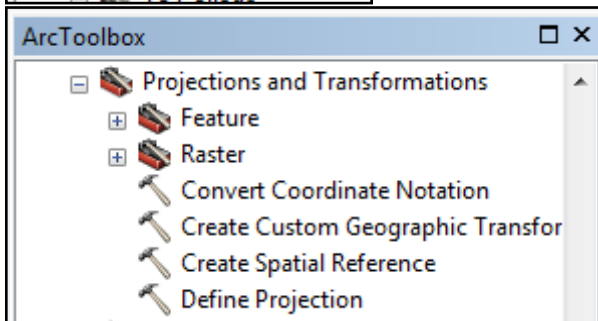 ArcToolbox
Projections and Transformations
Feature
Raster
Convert Coordinate Notation
Create Custom Geographic Transfor
Create Spatial Reference
Define Projection